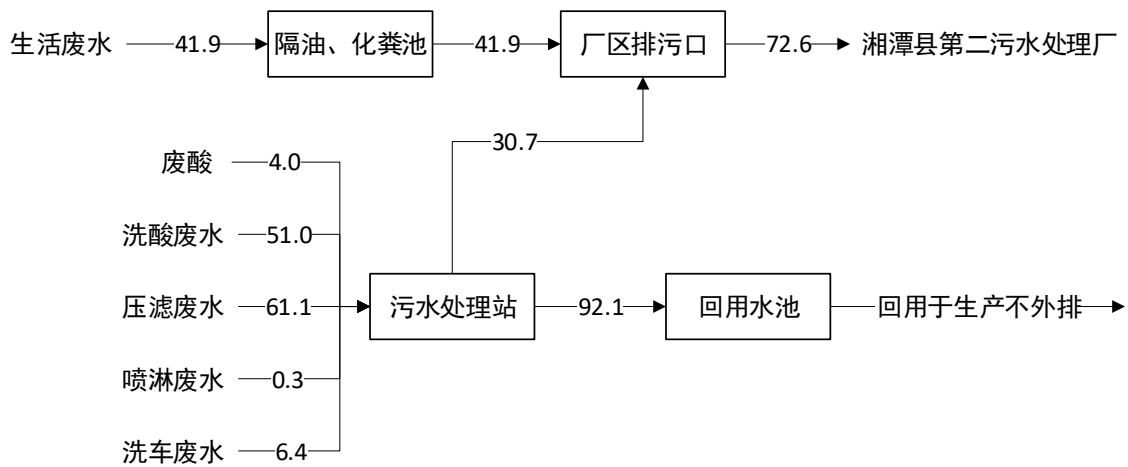 生活废水
41.9
隔油、化粪池
41.9
厂区排污口
72.6
湘潭县第二污水处理厂
30.7
废酸
4.0
洗酸废水
51.0
压滤废水
61.1
污水处理站
92.1
回用水池
回用于生产不外排
喷淋废水
0.3
洗车废水
6.4